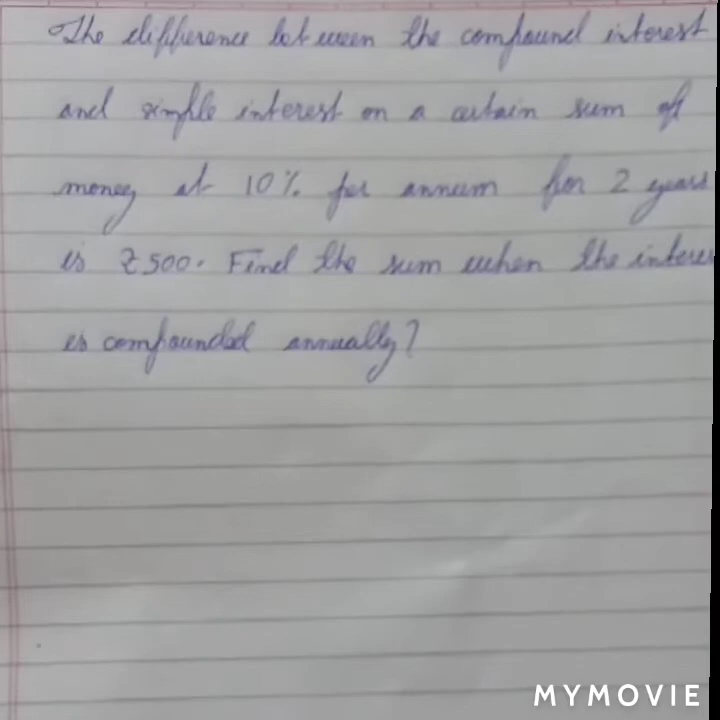 The difference between the compound interest
and simple interest on a certain sum of
money at 10% per annum for 2 years
is ₹500. Find the sum when the interes
is compounded annually?
MYMOVIE